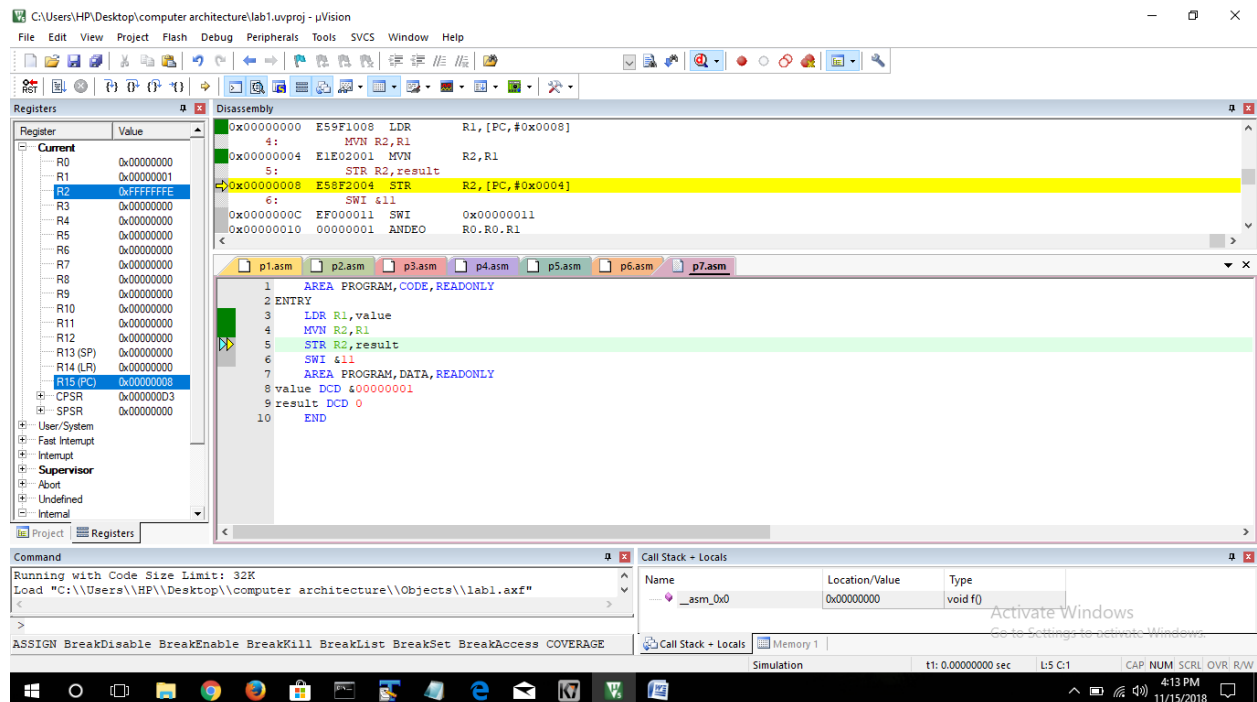 C:\Users\HP\Desktop\computer architecture\lab1.uvproj - µVision
File Edit View Project Flash Debug Peripherals Tools SVCS Window Help
Registers
Disassembly
Register Value
Current
R0 0x00000000
R1 0x00000001
R2 0xFFFFFFFE
R3 0x00000000
R4 0x00000000
R5 0x00000000
R6 0x00000000
R7 0x00000000
R8 0x00000000
R9 0x00000000
R10 0x00000000
R11 0x00000000
R12 0x00000000
R13 (SP) 0x00000000
R14 (LR) 0x00000000
R15 (PC) 0x00000008
CPSR 0x000000D3
SPSR 0x00000000
User/System
Fast Interrupt
Interrupt
Supervisor
Abort
Undefined
Internal
Project Registers
0x00000000 E59F1008 LDR R1,[PC,#0x0008]
4: MVN R2,R1
0x00000004 E1E02001 MVN R2,R1
5: STR R2,result
0x00000008 E58F2004 STR R2,[PC,#0x0004]
6: SWI &11
0x0000000C EF000011 SWI 0x00000011
0x00000010 00000001 ANDEQ R0,R0,R1
p1.asm p2.asm p3.asm p4.asm p5.asm p6.asm p7.asm
1 AREA PROGRAM,CODE,READONLY
2 ENTRY
3 LDR R1,value
4 MVN R2,R1
5 STR R2,result
6 SWI &11
7 AREA PROGRAM,DATA,READONLY
8 value DCD &00000001
9 result DCD 0
10 END
Command
Running with Code Size Limit: 32K
Load "C:\\Users\\HP\\Desktop\\computer architecture\\Objects\\lab1.axf"
>
ASSIGN BreakDisable BreakEnable BreakKill BreakList BreakSet BreakAccess COVERAGE
Call Stack + Locals
Name Location/Value Type
__asm_0x0 0x00000000 void f()
Activate Windows
Go to Settings to activate Windows.
Call Stack + Locals Memory 1
Simulation t1: 0.00000000 sec L:5 C:1 CAP NUM SCRL OVR R/W
4:13 PM
11/15/2018